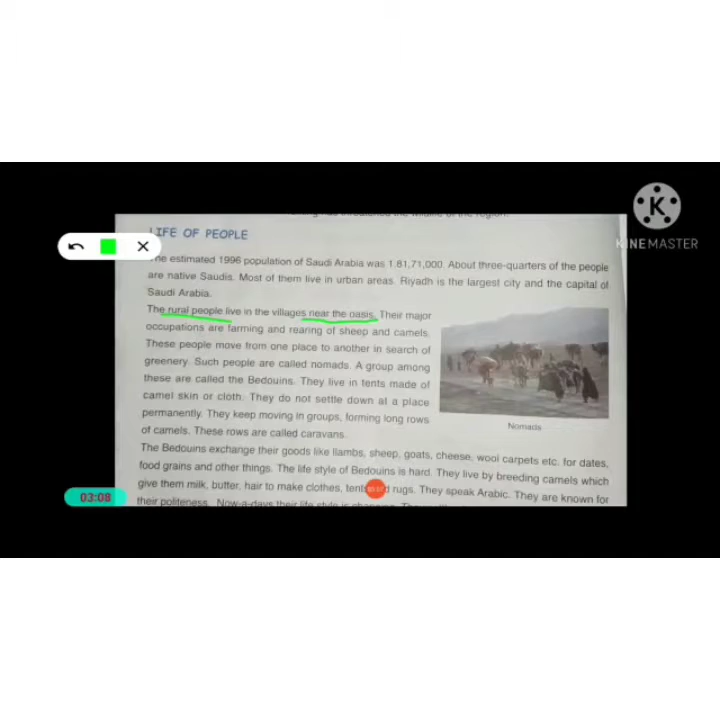 KINEMASTER
LIFE OF PEOPLE
The estimated 1996 population of Saudi Arabia was 1,81,71,000. About three-quarters of the people
are native Saudis. Most of them live in urban areas. Riyadh is the largest city and the capital of
Saudi Arabia.
The rural people live in the villages near the oasis. Their major
occupations are farming and rearing of sheep and camels.
These people move from one place to another in search of
greenery. Such people are called nomads. A group among
these are called the Bedouins. They live in tents made of
camel skin or cloth. They do not settle down at a place
permanently. They keep moving in groups, forming long rows
of camels. These rows are called caravans.
Nomads
The Bedouins exchange their goods like llambs, sheep, goats, cheese, wool carpets etc. for dates,
food grains and other things. The life style of Bedouins is hard. They live by breeding camels which
give them milk, butter, hair to make clothes, tents rugs. They speak Arabic. They are known for
their politeness. Now-a-days their life style is
03:08